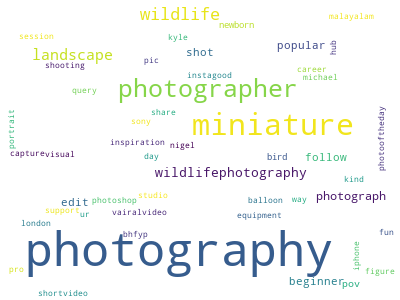 wildlife
malayalam
newborn
session
kyle
popular
hub
landscape
shot
shooting
pic
instagood
career
michael
query
photographer
photooftheday
share
miniature
portrait
sony
inspiration
nigel
capture
visual
day
bird
follow
wildlifephotography
kind
edit
photoshop
studio
balloon
way
photograph
support
ur
vairalvideo
equipment
london
bhfyp
fun
photography
iphone
pro
figure
beginner
pov
shortvideo